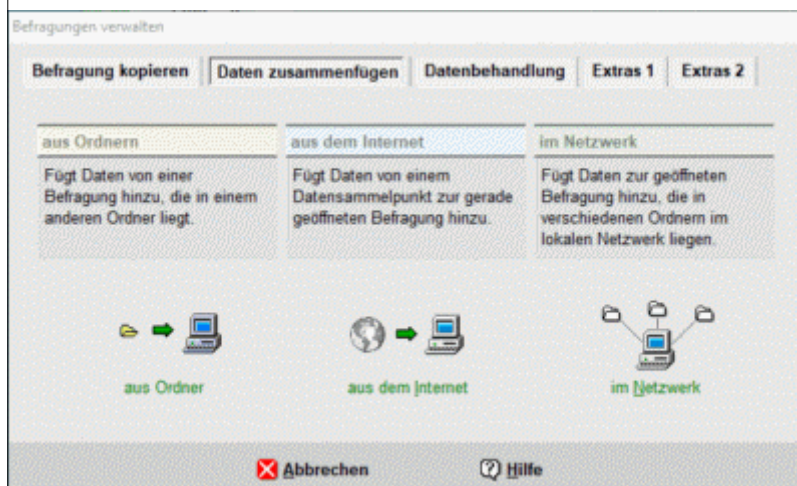 Befragungen verwalten
Befragung kopieren Daten zusammenfügen Datenbehandlung Extras 1 Extras 2
aus Ordnern
Fügt Daten von einer
Befragung hinzu, die in einem
anderen Ordner liegt.
aus dem Internet
Fügt Daten von einem
Datensammelpunkt zur gerade
geöffneten Befragung hinzu.
im Netzwerk
Fügt Daten zur geöffneten
Befragung hinzu, die in
verschiedenen Ordnern im
lokalen Netzwerk liegen.
aus Ordner
aus dem Internet
im Netzwerk
Abbrechen
Hilfe